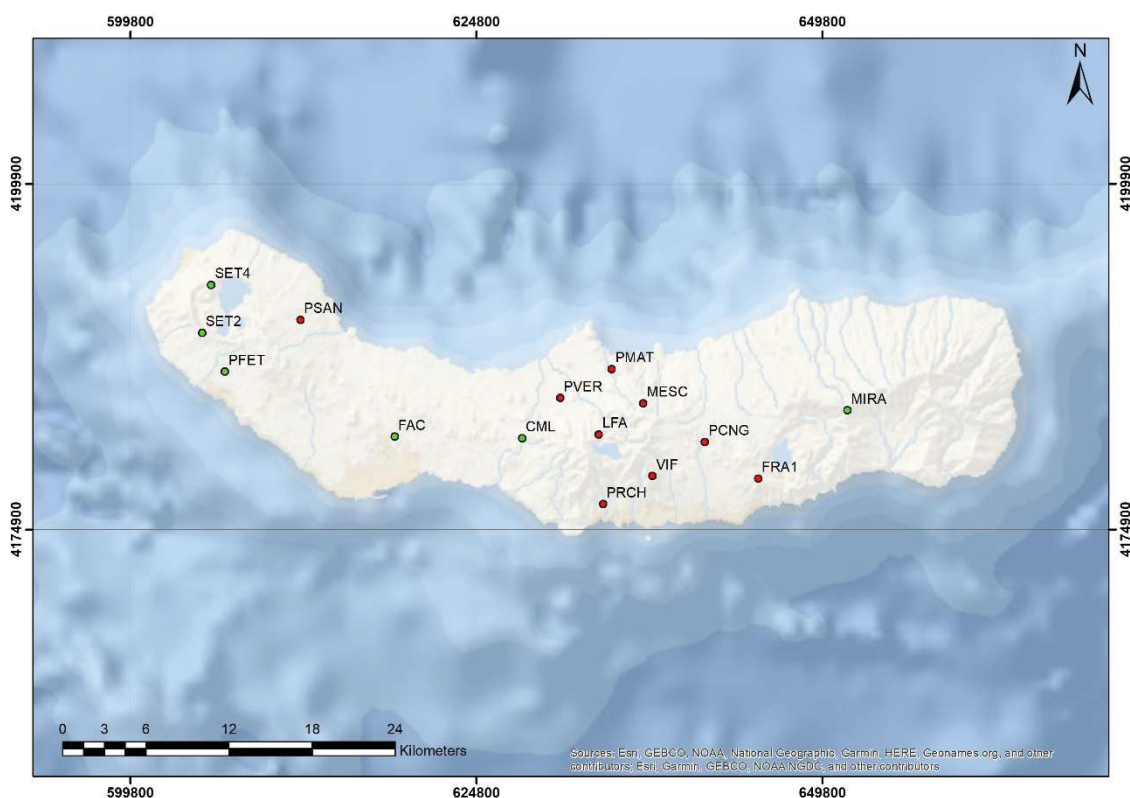 599800 624800 649800
N
4199900 4199900
SET4
PSAN
SET2
PFET
PMAT
PVER
MESC
MIRA
FAC
CML
LFA
PCNG
VIF
FRA1
PRCH
4174900 4174900
0 3 6 12 18 24
Kilometers
Sources: Esri, GEBCO, NOAA, National Geographic, Garmin, HERE, Geonames.org, and other
contributors; Esri, Garmin, GEBCO, NOAA NGDC, and other contributors
599800 624800 649800